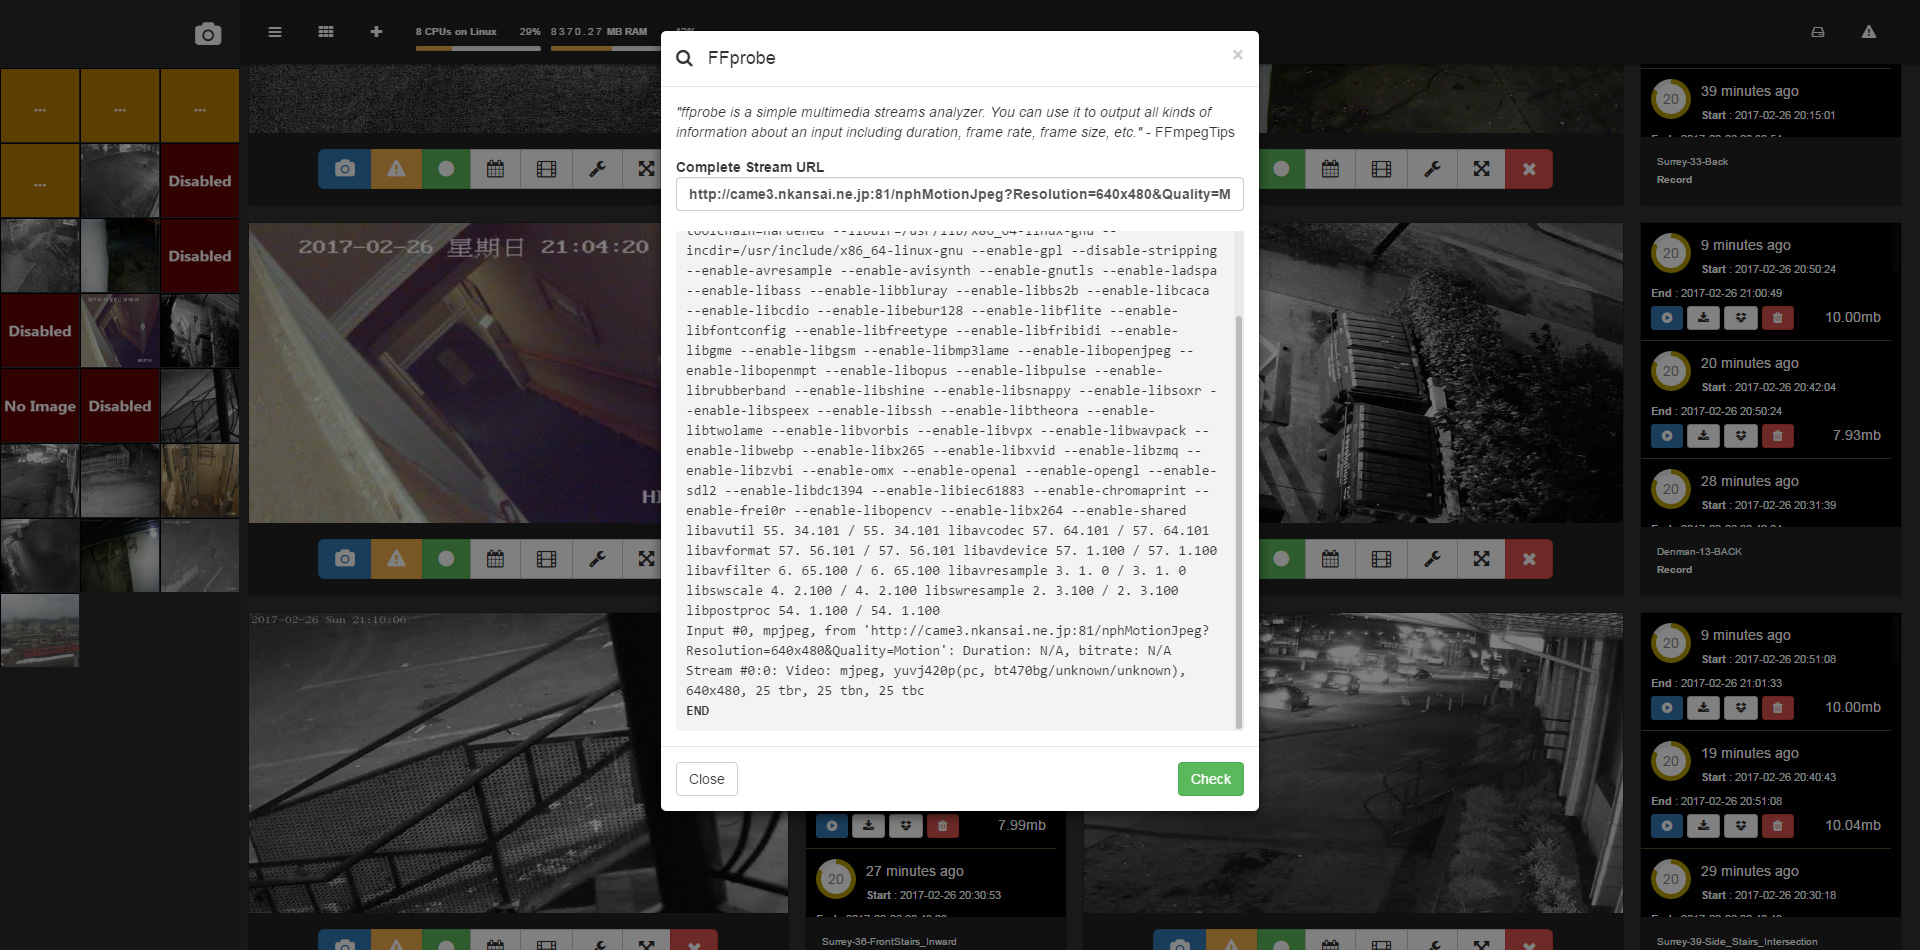 8 CPUs on Linux 29% 8370.27 MB RAM
FFprobe
×
"ffprobe is a simple multimedia streams analyzer. You can use it to output all kinds of
information about an input including duration, frame rate, frame size, etc." - FFmpegTips
Complete Stream URL
http://came3.nkansai.ne.jp:81/nphMotionJpeg?Resolution=640x480&Quality=M
toolchain=hardened --libdir=/usr/lib/x86_64-linux-gnu --
incdir=/usr/include/x86_64-linux-gnu --enable-gpl --disable-stripping
--enable-avresample --enable-avisynth --enable-gnutls --enable-ladspa
--enable-libass --enable-libbluray --enable-libbs2b --enable-libcaca
--enable-libcdio --enable-libebur128 --enable-libflite --enable-
libfontconfig --enable-libfreetype --enable-libfribidi --enable-
libgme --enable-libgsm --enable-libmp3lame --enable-libopenjpeg --
enable-libopenmpt --enable-libopus --enable-libpulse --enable-
librubberband --enable-libshine --enable-libsnappy --enable-libsoxr -
-enable-libspeex --enable-libssh --enable-libtheora --enable-
libtwolame --enable-libvorbis --enable-libvpx --enable-libwavpack --
enable-libwebp --enable-libx265 --enable-libxvid --enable-libzmq --
enable-libzvbi --enable-omx --enable-openal --enable-opengl --enable-
sdl2 --enable-libdc1394 --enable-libiec61883 --enable-chromaprint --
enable-frei0r --enable-libopencv --enable-libx264 --enable-shared
libavutil 55. 34.101 / 55. 34.101 libavcodec 57. 64.101 / 57. 64.101
libavformat 57. 56.101 / 57. 56.101 libavdevice 57. 1.100 / 57. 1.100
libavfilter 6. 65.100 / 6. 65.100 libavresample 3. 1. 0 / 3. 1. 0
libswscale 4. 2.100 / 4. 2.100 libswresample 2. 3.100 / 2. 3.100
libpostproc 54. 1.100 / 54. 1.100
Input #0, mpjpeg, from 'http://came3.nkansai.ne.jp:81/nphMotionJpeg?
Resolution=640x480&Quality=Motion': Duration: N/A, bitrate: N/A
Stream #0:0: Video: mjpeg, yuvj420p(pc, bt470bg/unknown/unknown),
640x480, 25 tbr, 25 tbn, 25 tbc
END
Close
Check
... ... ...
... Disabled
Disabled
Disabled
No Image Disabled
2017-02-26 星期日 21:04:20
2017-02-26 Sun 21:10:06
7.99mb
20 27 minutes ago
Start : 2017-02-26 20:30:53
Surrey-36-FrontStairs_Inward
20 39 minutes ago
Start : 2017-02-26 20:15:01
Surrey-33-Back
Record
20 9 minutes ago
Start : 2017-02-26 20:50:24
End : 2017-02-26 21:00:49
10.00mb
20 20 minutes ago
Start : 2017-02-26 20:42:04
End : 2017-02-26 20:50:24
7.93mb
20 28 minutes ago
Start : 2017-02-26 20:31:39
Denman-13-BACK
Record
20 9 minutes ago
Start : 2017-02-26 20:51:08
End : 2017-02-26 21:01:33
10.00mb
20 19 minutes ago
Start : 2017-02-26 20:40:43
End : 2017-02-26 20:51:08
10.04mb
20 29 minutes ago
Start : 2017-02-26 20:30:18
Surrey-39-Side_Stairs_Intersection